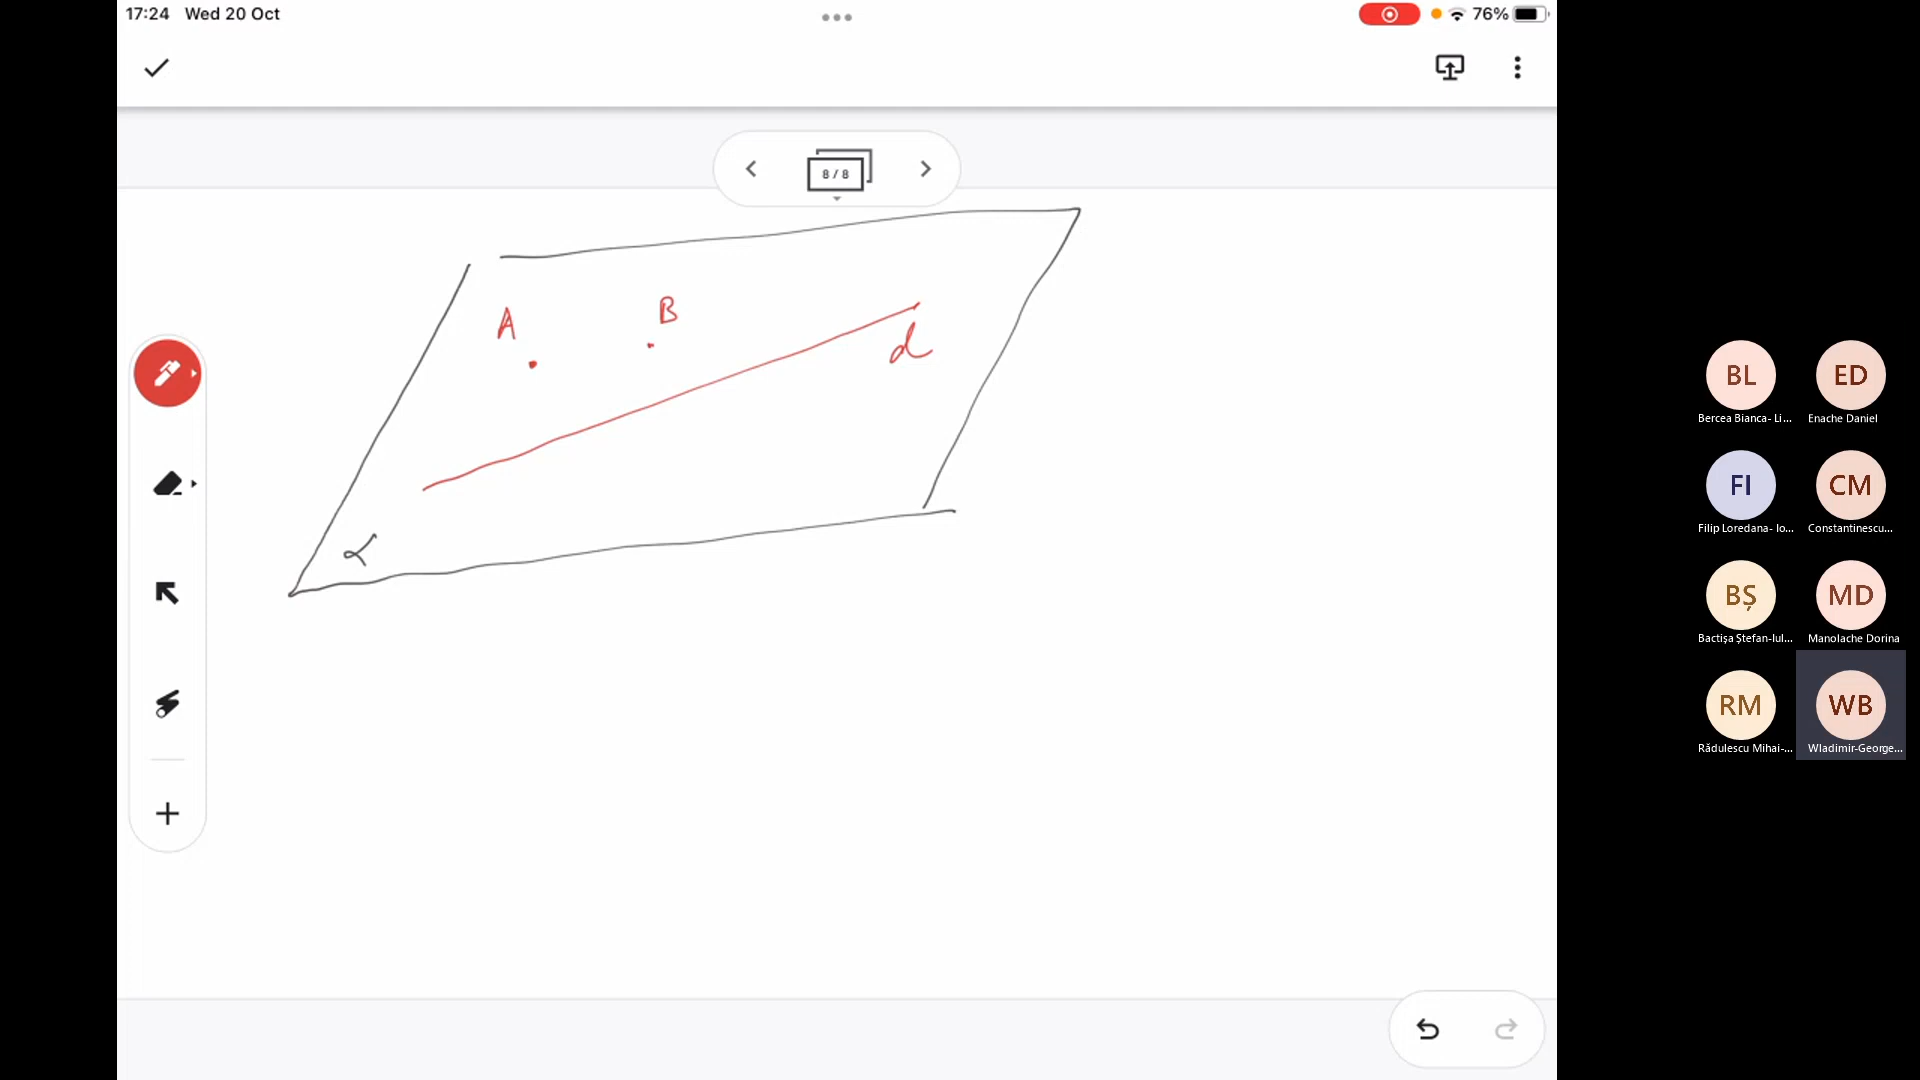 17:24 Wed 20 Oct
76%
8 / 8
A
B
d
α
BL
ED
Bercea Bianca- Li...
Enache Daniel
FI
CM
Filip Loredana- Io...
Constantinescu...
BȘ
MD
Bactișa Ștefan-Iul...
Manolache Dorina
RM
WB
Rădulescu Mihai-...
Wladimir-George...